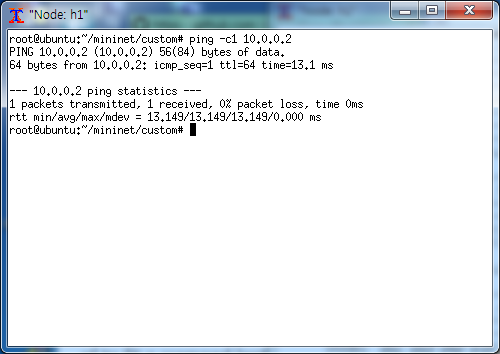 "Node: h1"
root@ubuntu:~/mininet/custom# ping -c1 10.0.0.2
PING 10.0.0.2 (10.0.0.2) 56(84) bytes of data.
64 bytes from 10.0.0.2: icmp_seq=1 ttl=64 time=13.1 ms
--- 10.0.0.2 ping statistics ---
1 packets transmitted, 1 received, 0% packet loss, time 0ms
rtt min/avg/max/mdev = 13.149/13.149/13.149/0.000 ms
root@ubuntu:~/mininet/custom#